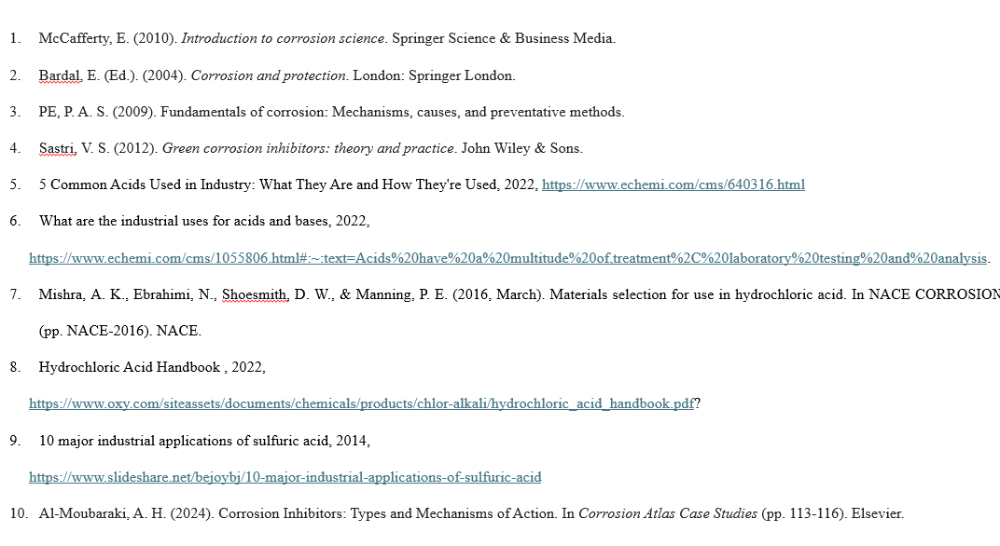 1. McCafferty, E. (2010). Introduction to corrosion science. Springer Science & Business Media.
2. Bardal, E. (Ed.). (2004). Corrosion and protection. London: Springer London.
3. PE, P. A. S. (2009). Fundamentals of corrosion: Mechanisms, causes, and preventative methods.
4. Sastri, V. S. (2012). Green corrosion inhibitors: theory and practice. John Wiley & Sons.
5. 5 Common Acids Used in Industry: What They Are and How They're Used, 2022, https://www.echemi.com/cms/640316.html
6. What are the industrial uses for acids and bases, 2022,
https://www.echemi.com/cms/1055806.html#:~:text=Acids%20have%20a%20multitude%20of,treatment%2C%20laboratory%20testing%20and%20analysis.
7. Mishra, A. K., Ebrahimi, N., Shoesmith, D. W., & Manning, P. E. (2016, March). Materials selection for use in hydrochloric acid. In NACE CORROSION
(pp. NACE-2016). NACE.
8. Hydrochloric Acid Handbook , 2022,
https://www.oxy.com/siteassets/documents/chemicals/products/chlor-alkali/hydrochloric_acid_handbook.pdf?
9. 10 major industrial applications of sulfuric acid, 2014,
https://www.slideshare.net/bejoybj/10-major-industrial-applications-of-sulfuric-acid
10. Al-Moubaraki, A. H. (2024). Corrosion Inhibitors: Types and Mechanisms of Action. In Corrosion Atlas Case Studies (pp. 113-116). Elsevier.